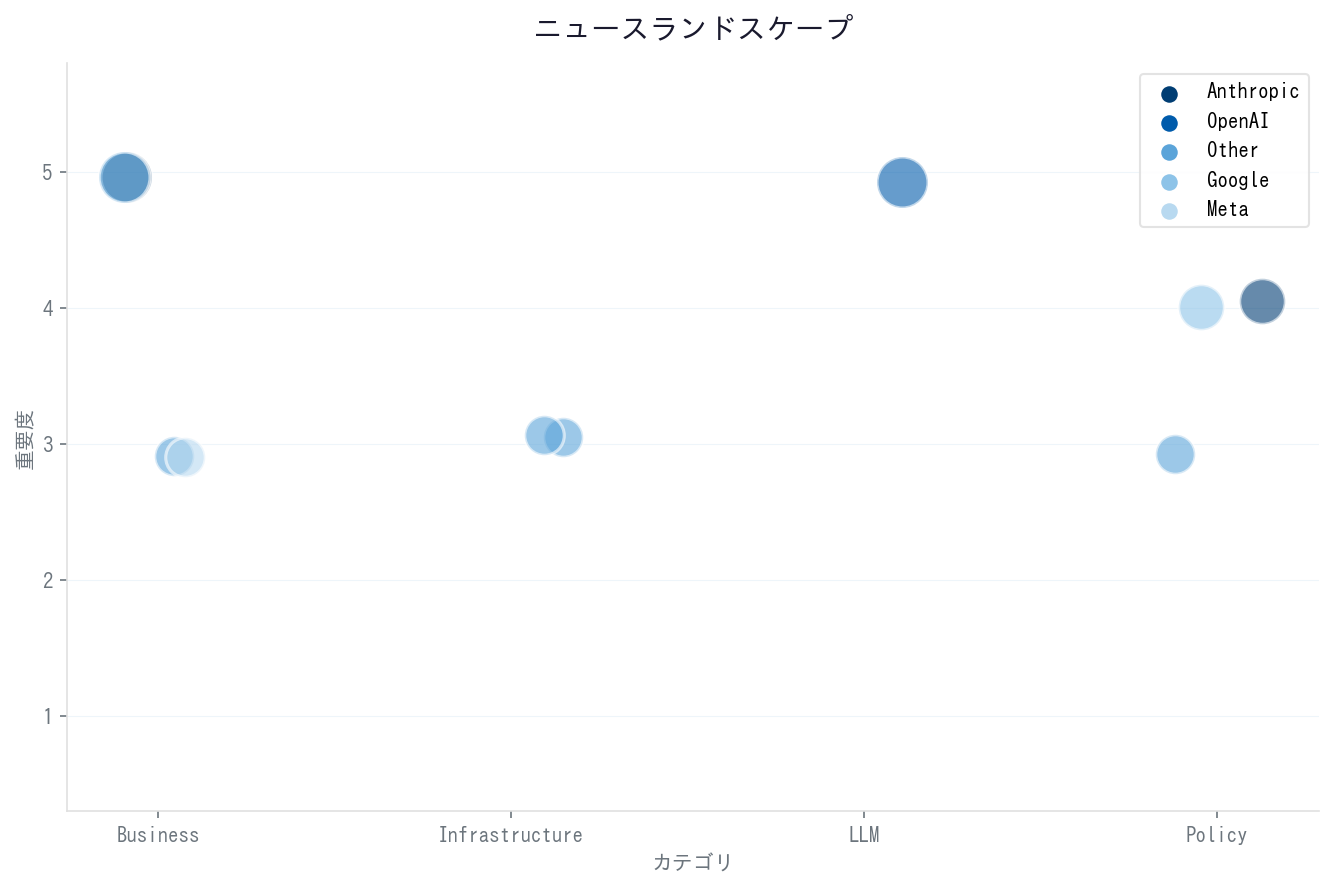 ニュースランドスケープ
Anthropic
OpenAI
Other
Google
Meta
5
4
3
2
1
重要度
Business
Infrastructure
LLM
Policy
カテゴリ